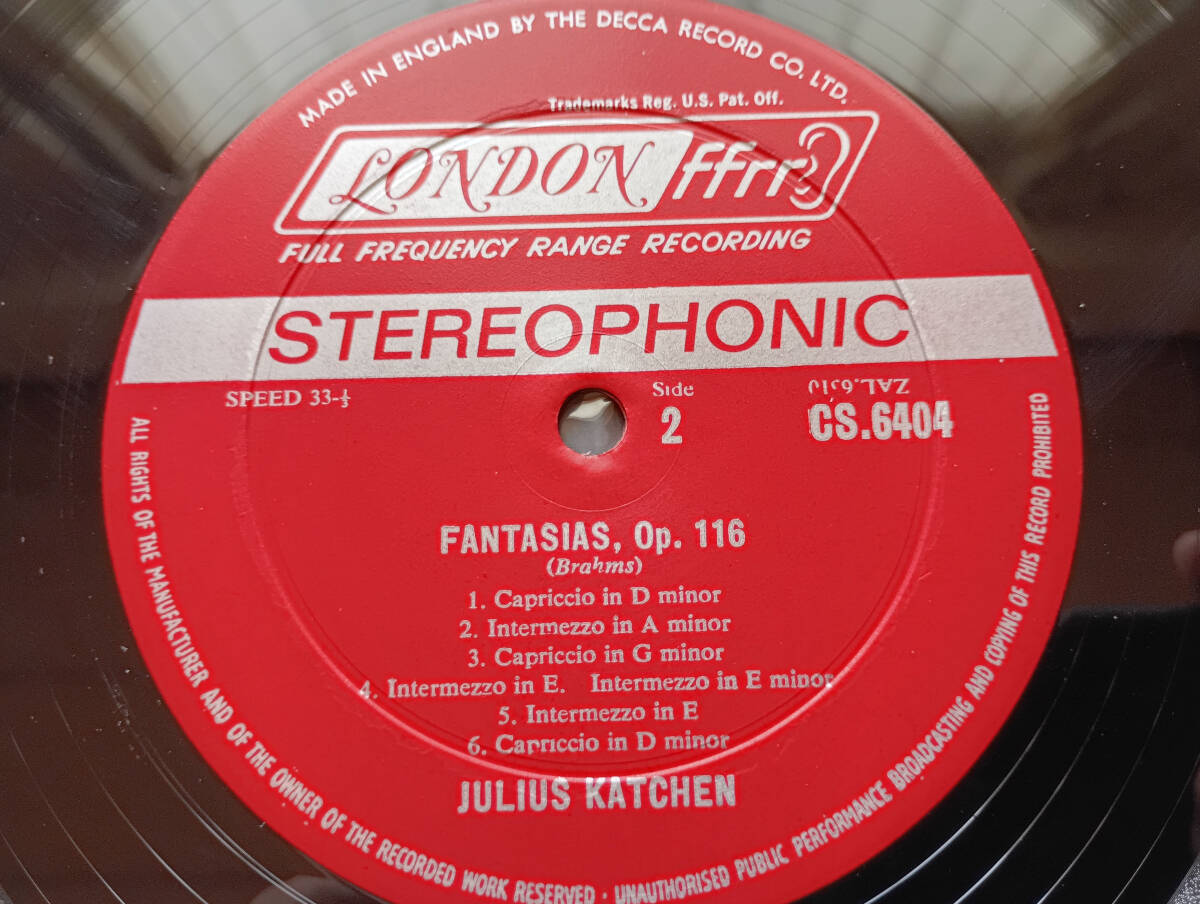 MADE IN ENGLAND BY THE DECCA RECORD CO. LTD.
Trademarks Reg. U.S. Pat. Off.
LONDON ffrr
FULL FREQUENCY RANGE RECORDING
STEREOPHONIC
SPEED 33-⅓
Side
2
CS.6404
FANTASIAS, Op. 116
(Brahms)
1. Capriccio in D minor
2. Intermezzo in A minor
3. Capriccio in G minor
4. Intermezzo in E. Intermezzo in E minor
5. Intermezzo in E
6. Capriccio in D minor
JULIUS KATCHEN
ALL RIGHTS OF THE MANUFACTURER AND OF THE OWNER OF THE RECORDED WORK RESERVED · UNAUTHORISED PUBLIC PERFORMANCE BROADCASTING AND COPYING OF THIS RECORD PROHIBITED